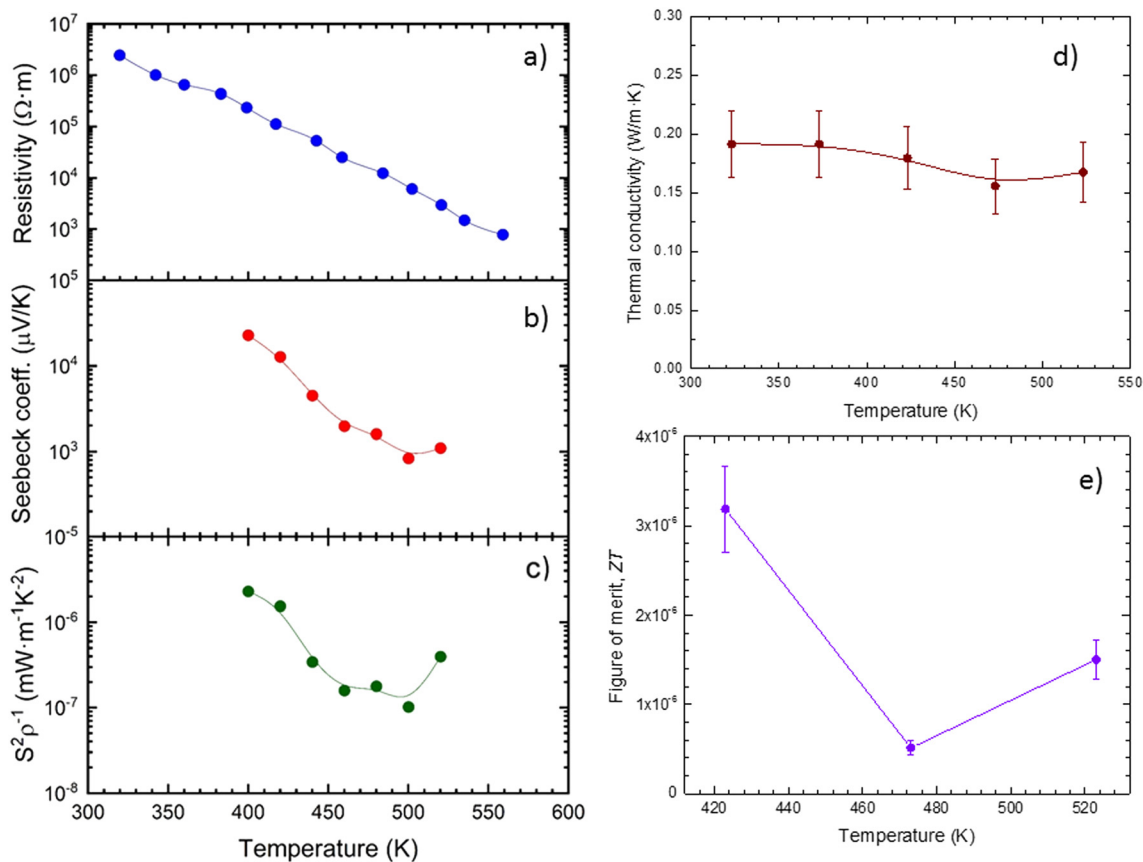 a)
10⁷
10⁶
10⁵
10⁴
10³
10⁵
Resistivity (Ω·m)
b)
10⁴
10³
10⁻⁵
Seebeck coeff. (μV/K)
c)
10⁻⁶
10⁻⁷
10⁻⁸
S²ρ⁻¹ (mW·m⁻¹K⁻²)
300 350 400 450 500 550 600
Temperature (K)
d)
0.30
0.25
0.20
0.15
0.10
0.05
0.00
Thermal conductivity (W/m·K)
300 350 400 450 500 550
Temperature (K)
e)
4x10⁻⁶
3x10⁻⁶
2x10⁻⁶
1x10⁻⁶
0
Figure of merit, ZT
420 440 460 480 500 520
Temperature (K)